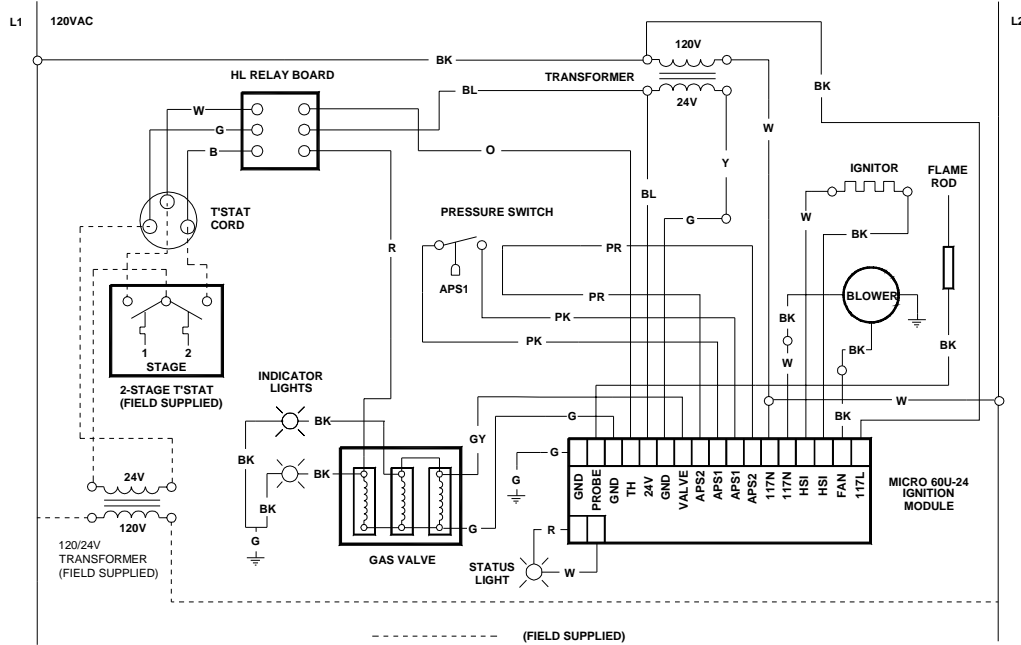 L1
120VAC
L2
120V
BK
HL RELAY BOARD
TRANSFORMER
BK
BL
24V
W
W
G
O
B
Y
IGNITOR
FLAME
ROD
BL
T'STAT
CORD
PRESSURE SWITCH
G
W
BK
R
PR
APS1
PR
BLOWER
PK
BK
PK
BK
BK
W
1
2
STAGE
2-STAGE T'STAT
(FIELD SUPPLIED)
INDICATOR
LIGHTS
W
BK
G
BK
GY
BK
G
BK
BK
24V
GND
PROBE
GND
TH
24V
GND
VALVE
APS2
APS1
APS1
APS2
117N
117N
HSI
HSI
FAN
117L
MICRO 60U-24
IGNITION
MODULE
G
120V
G
R
G
120/24V
TRANSFORMER
(FIELD SUPPLIED)
GAS VALVE
STATUS
LIGHT
W
(FIELD SUPPLIED)